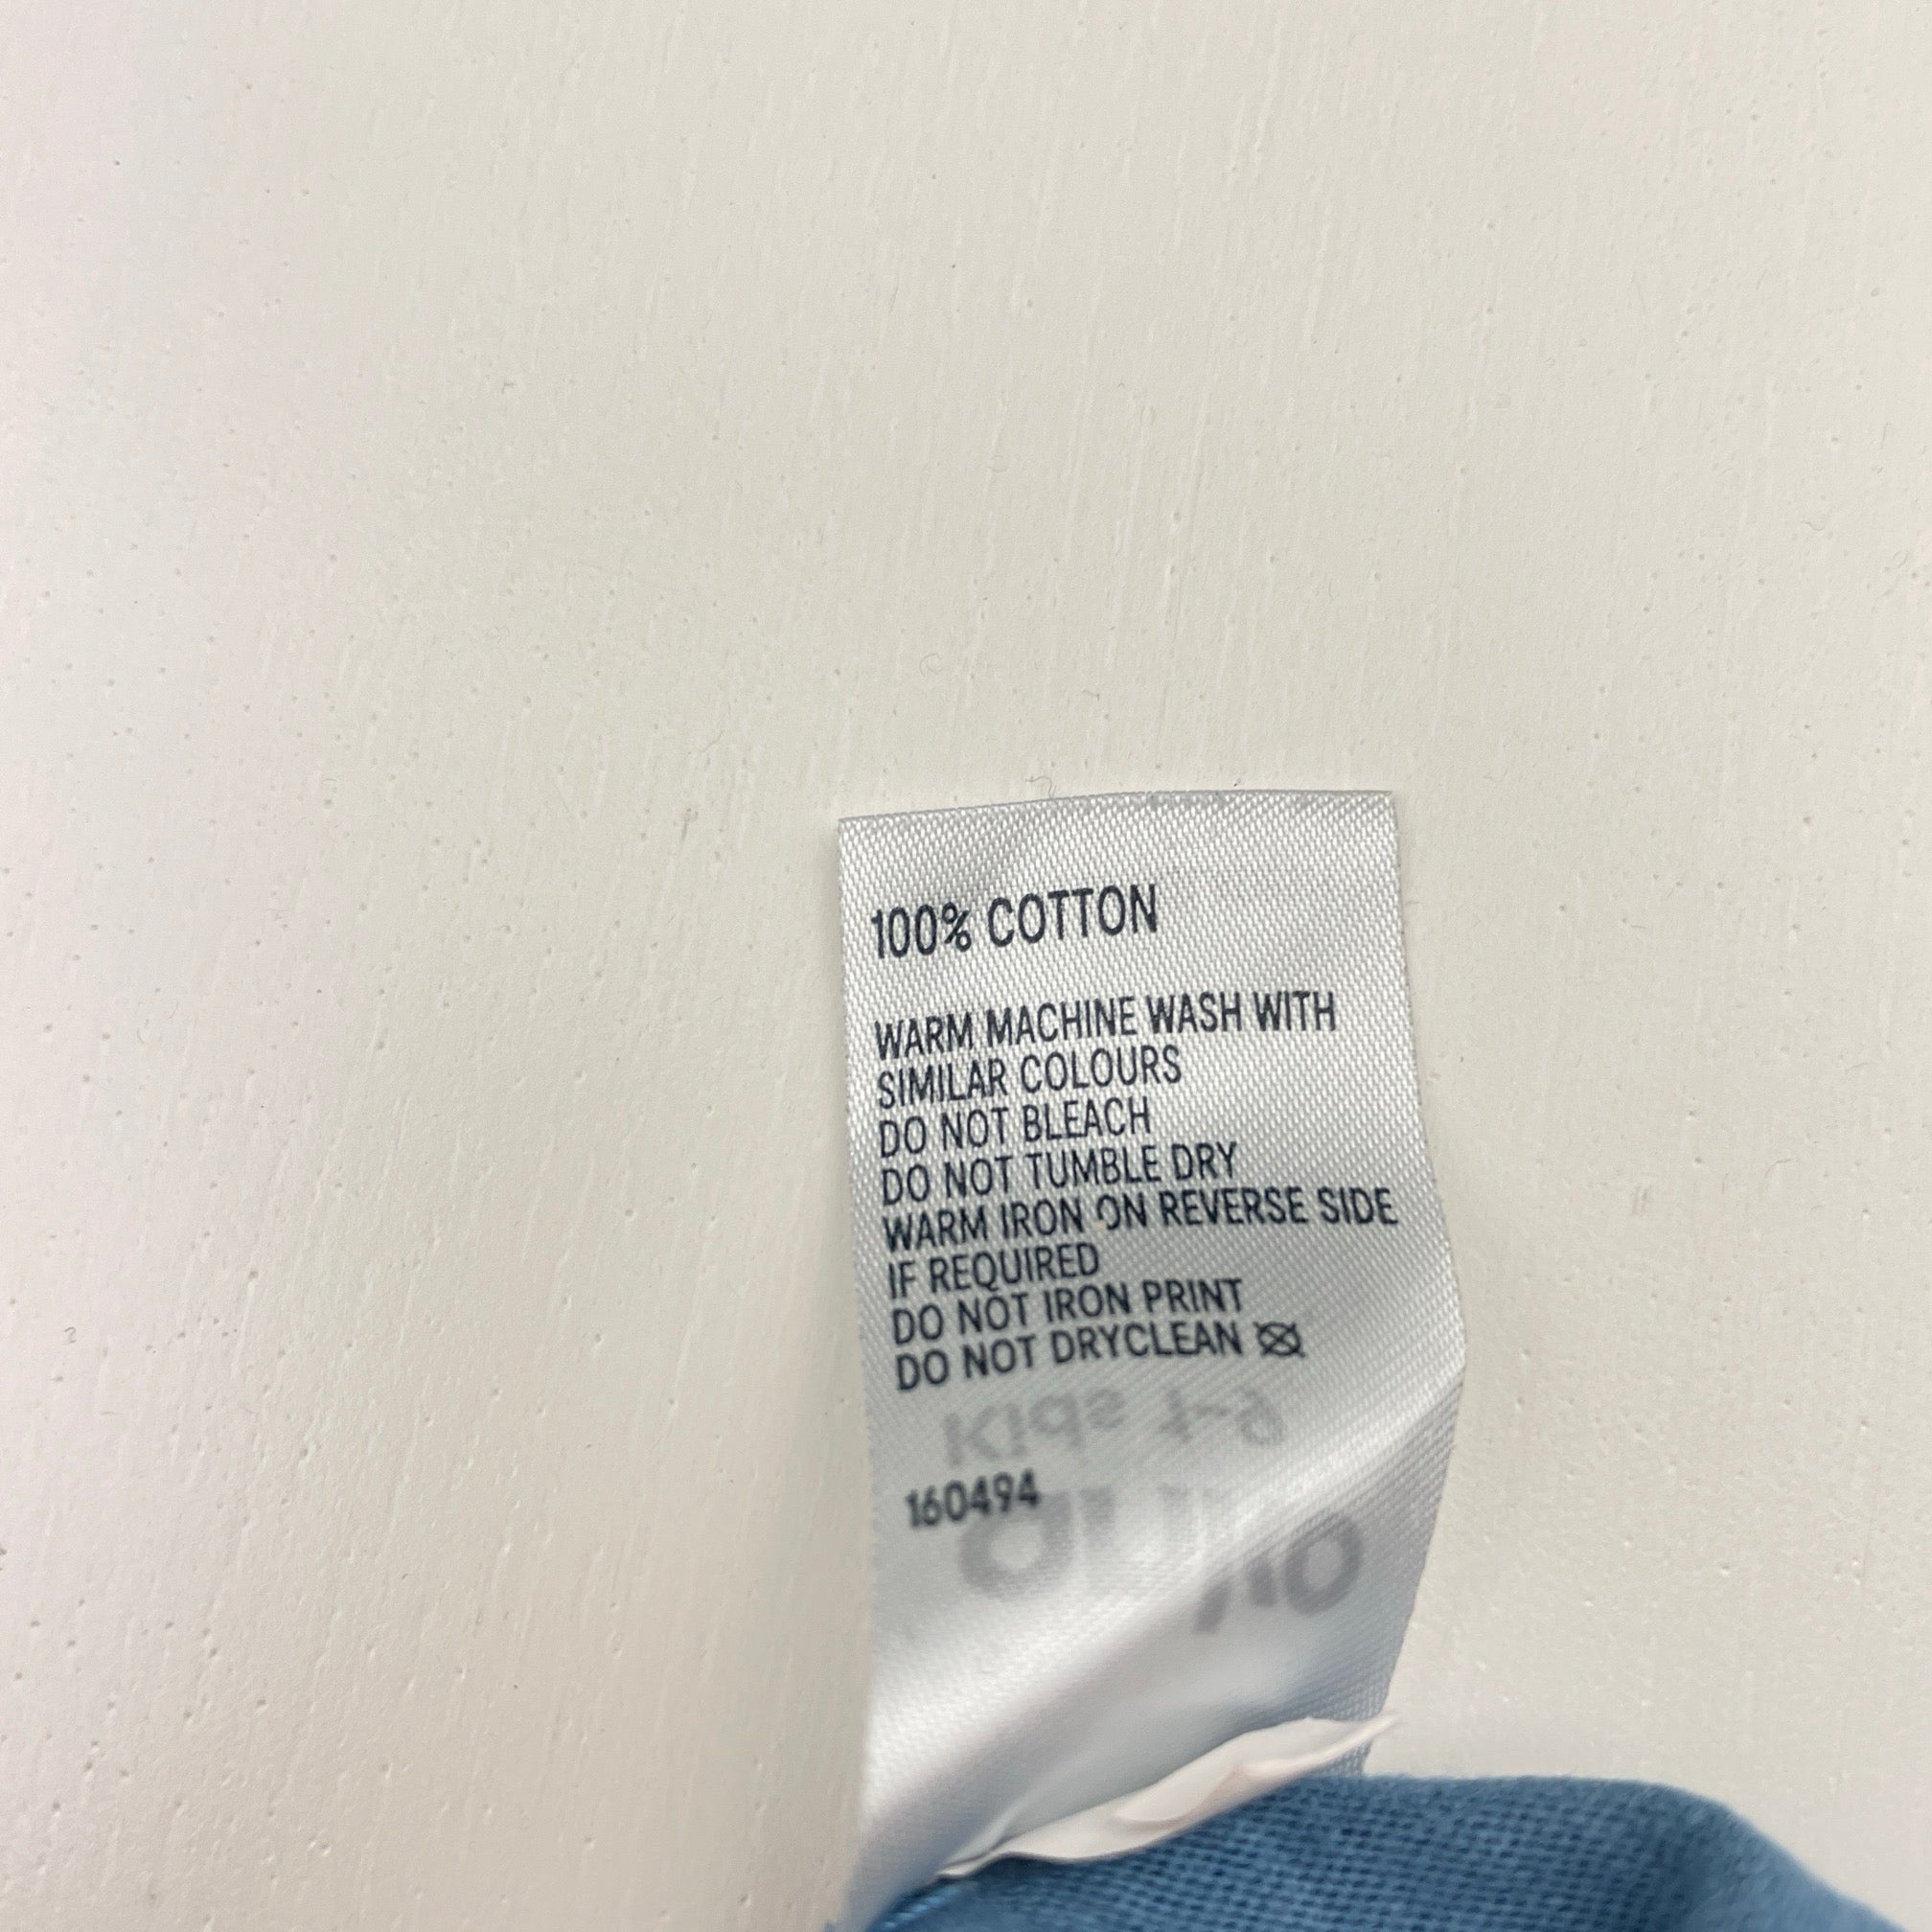 100% COTTON
WARM MACHINE WASH WITH
SIMILAR COLOURS
DO NOT BLEACH
DO NOT TUMBLE DRY
WARM IRON ON REVERSE SIDE
IF REQUIRED
DO NOT IRON PRINT
DO NOT DRYCLEAN
Kids
160494